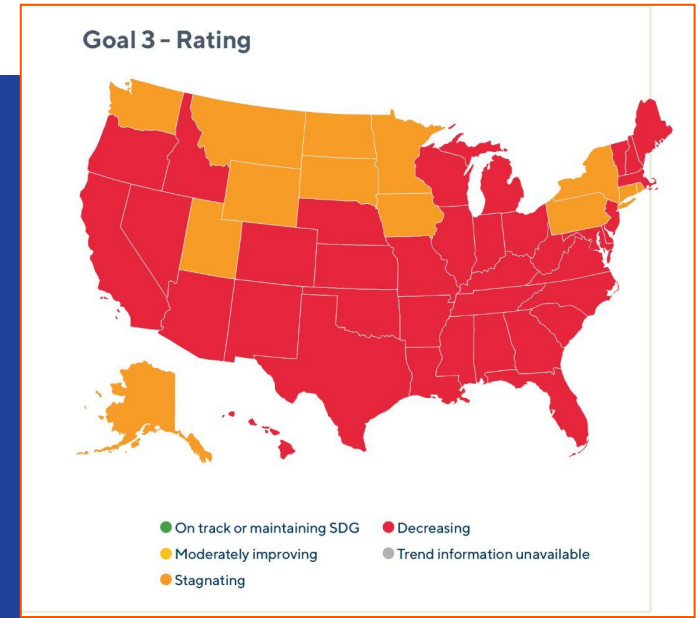 Goal 3 – Rating
On track or maintaining SDG
Decreasing
Moderately improving
Trend information unavailable
Stagnating